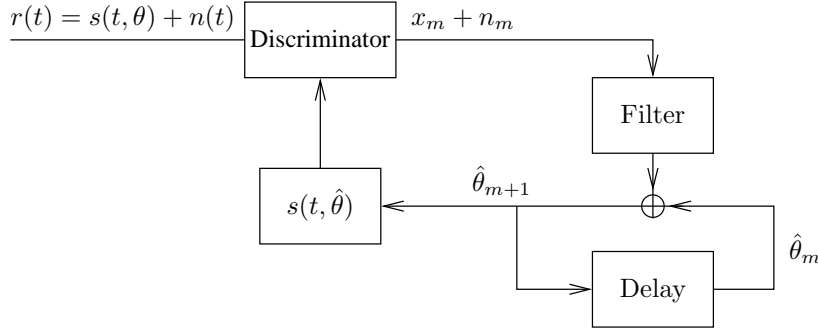 r(t) = s(t, θ) + n(t)
Discriminator
x_m + n_m
Filter
s(t, θ̂)
θ̂_{m+1}
θ̂_m
Delay